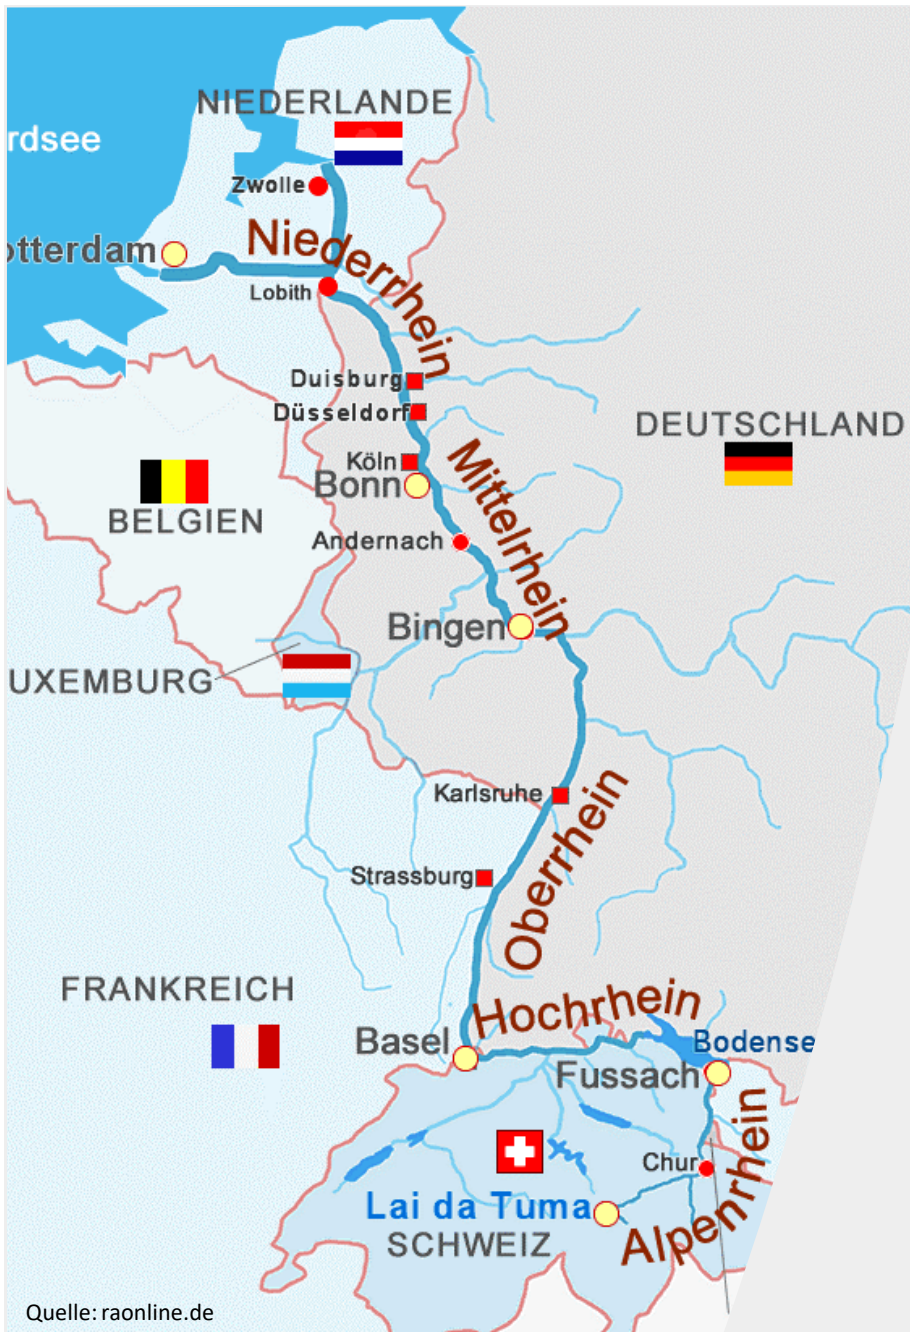 NIEDERLANDE
rdsee
Zwolle
otterdam
Niederrhein
Lobith
Duisburg
Düsseldorf
DEUTSCHLAND
Köln
Mittelrhein
Bonn
BELGIEN
Andernach
Bingen
UXEMBURG
Karlsruhe
Oberrhein
Strassburg
FRANKREICH
Hochrhein
Basel
Bodense
Fussach
Alpenrhein
Chur
Lai da Tuma
SCHWEIZ
Quelle: raonline.de